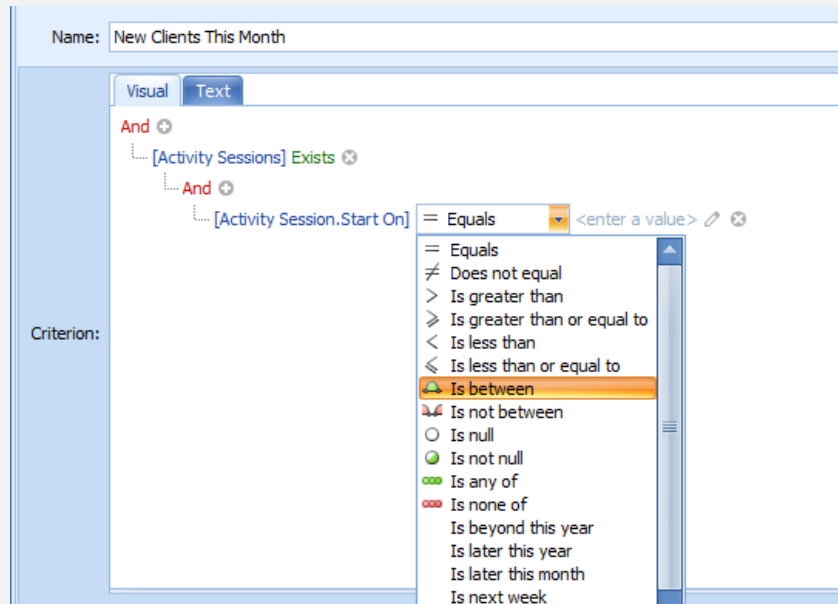 Name: New Clients This Month
Visual Text
And
[Activity Sessions] Exists
And
[Activity Session.Start On] = Equals <enter a value>
= Equals
≠ Does not equal
> Is greater than
⩾ Is greater than or equal to
< Is less than
⩽ Is less than or equal to
Is between
Is not between
Criterion:
Is null
Is not null
Is any of
Is none of
Is beyond this year
Is later this year
Is later this month
Is next week